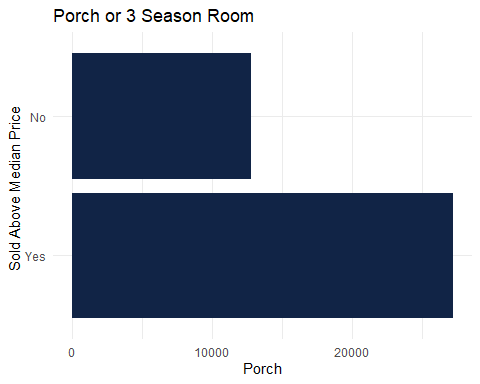 Porch or 3 Season Room
Sold Above Median Price
No
Yes
0
10000
20000
Porch